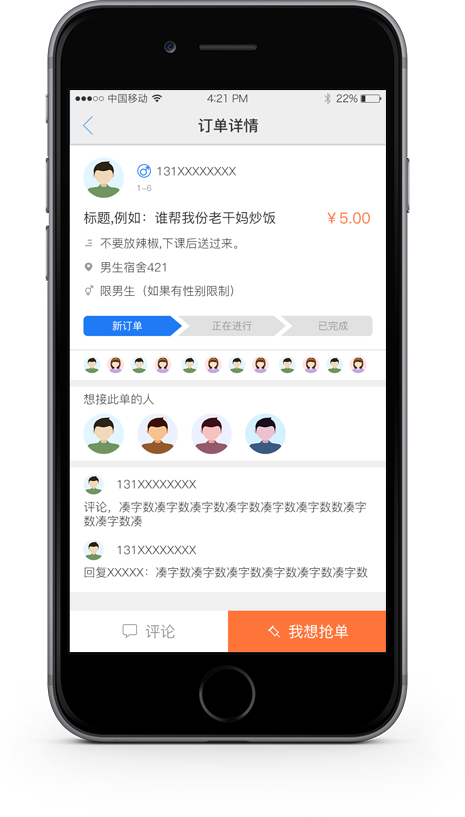 中国移动 4:21 PM 22%
订单详情
131XXXXXXXX
1-6
标题,例如：谁帮我份老干妈炒饭 ￥5.00
不要放辣椒,下课后送过来。
男生宿舍421
限男生（如果有性别限制）
新订单 正在进行 已完成
想接此单的人
131XXXXXXXX
评论，凑字数凑字数凑字数凑字数凑字数凑字数数凑字
数凑字数凑
131XXXXXXXX
回复XXXXX：凑字数凑字数凑字数凑字数凑字数凑字数
评论 我想抢单